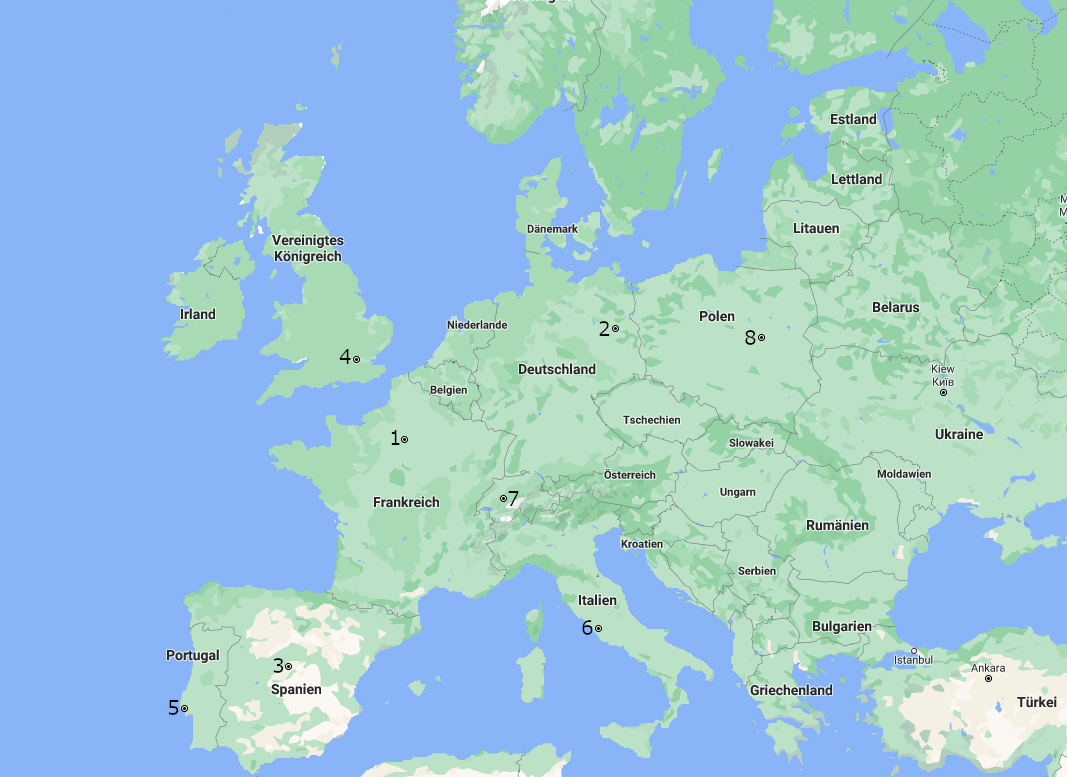 Estland
Lettland
Dänemark
Litauen
Vereinigtes
Königreich
Irland
Belarus
Polen
Niederlande
2
8
4
Deutschland
Belgien
Kiew
Київ
Tschechien
Ukraine
1
Slowakei
Österreich
Moldawien
Ungarn
7
Frankreich
Rumänien
Kroatien
Serbien
Italien
6
Bulgarien
Portugal
Istanbul
3
Ankara
Spanien
Griechenland
Türkei
5